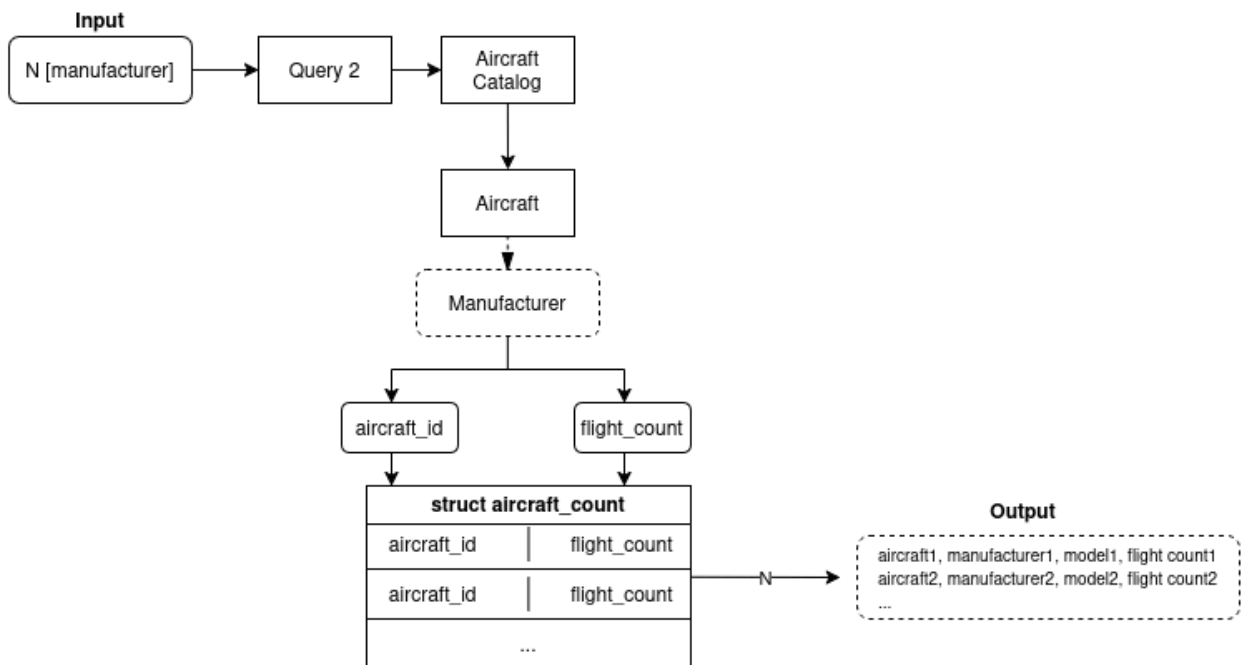 Input
N [manufacturer]
Query 2
Aircraft
Catalog
Aircraft
Manufacturer
aircraft_id
flight_count
struct aircraft_count
aircraft_id
flight_count
aircraft_id
flight_count
...
N
Output
aircraft1, manufacturer1, model1, flight count1
aircraft2, manufacturer2, model2, flight count2
...